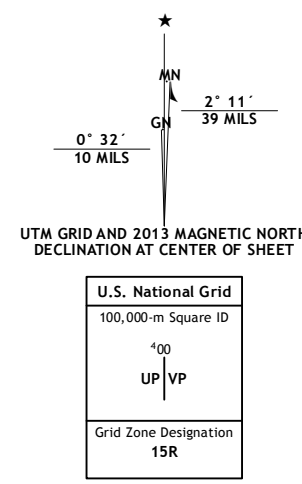 MN
GN
2° 11´
39 MILS
0° 32´
10 MILS
UTM GRID AND 2013 MAGNETIC NORTH
DECLINATION AT CENTER OF SHEET
U.S. National Grid
100,000-m Square ID
⁴00
UP VP
Grid Zone Designation
15R